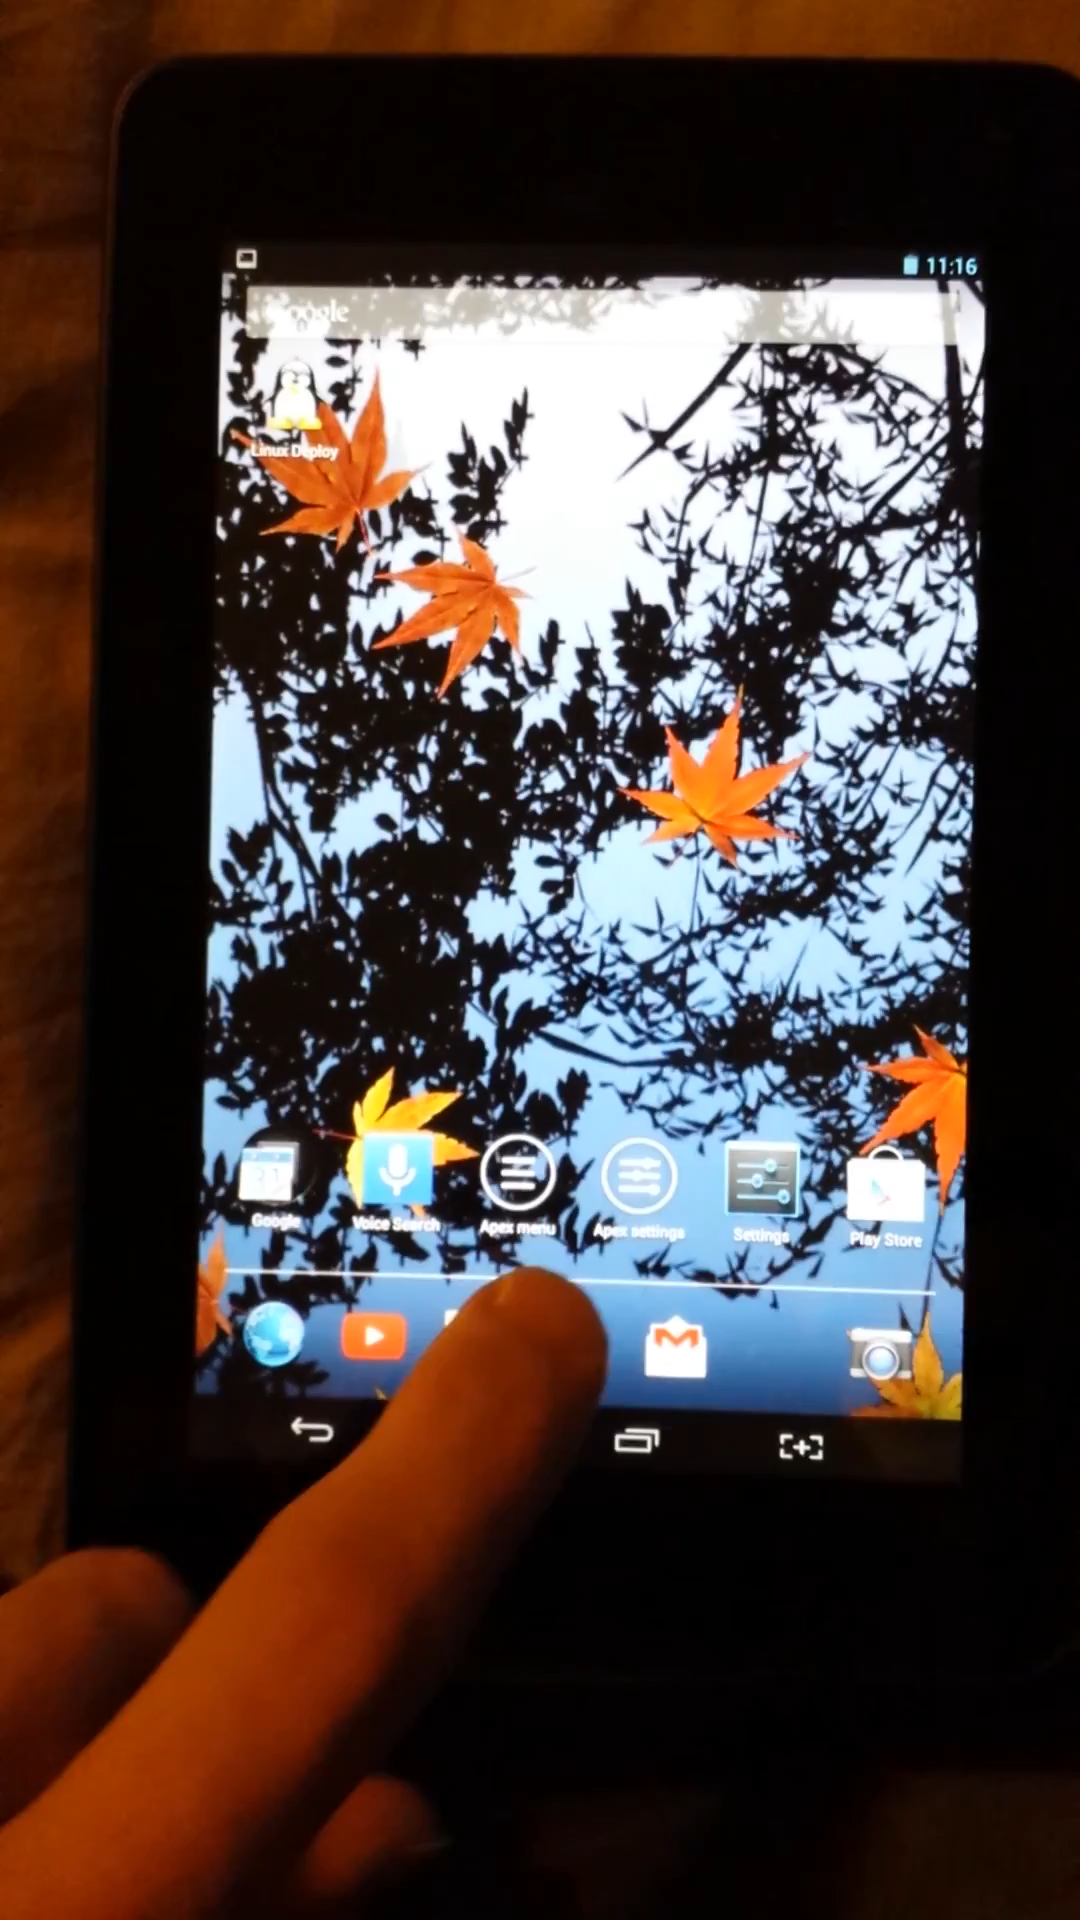 11:16
Google
Linux Deploy
Google
Voice Search
Apex menu
Apex settings
Settings
Play Store